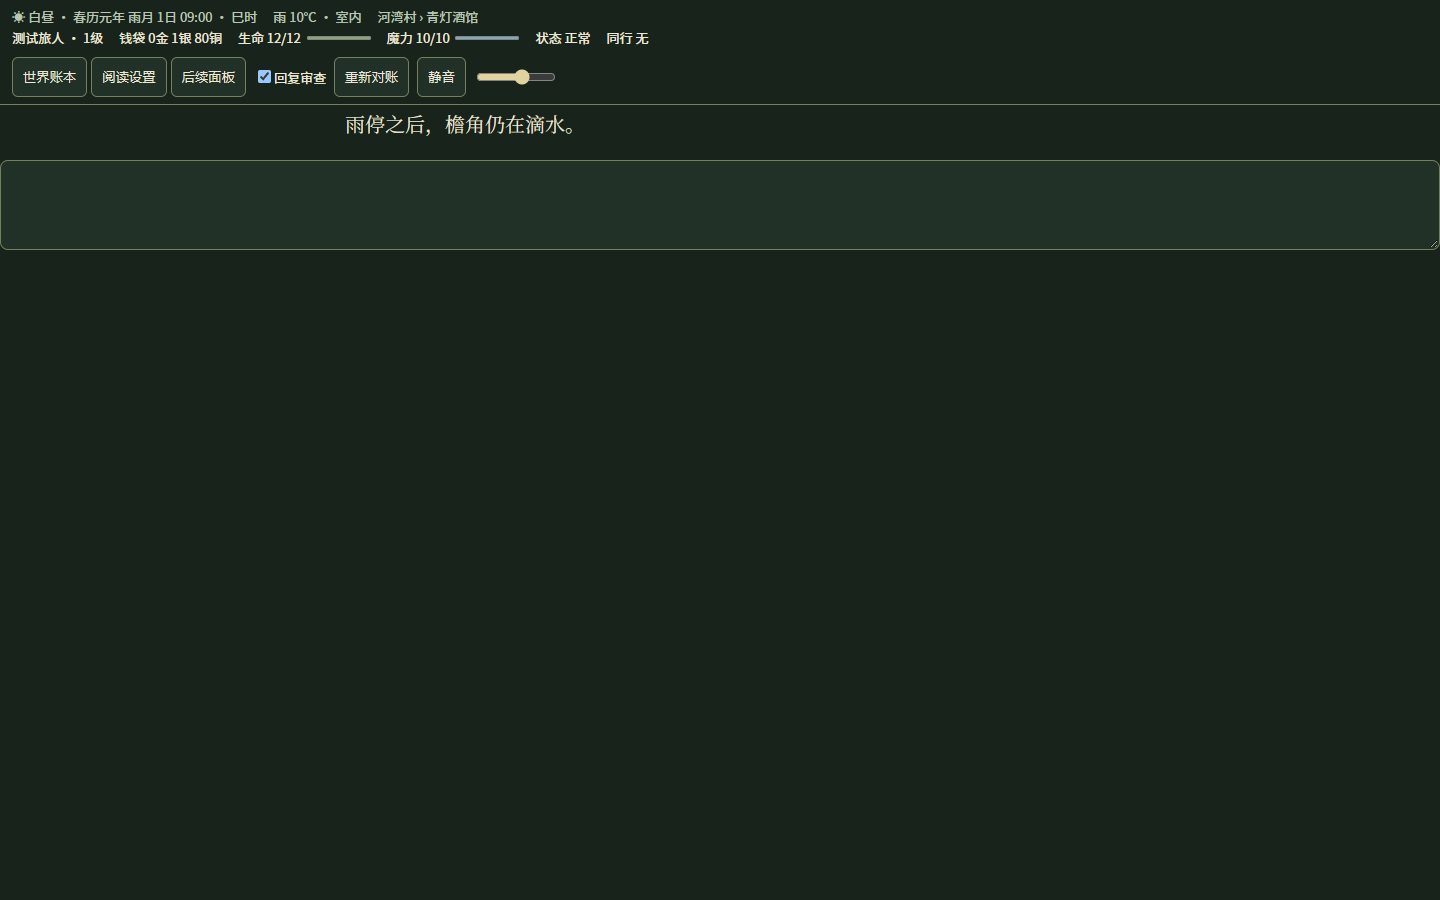 ☀ 白昼 · 春历元年 雨月 1日 09:00 · 巳时 雨 10°C · 室内 河湾村 › 青灯酒馆
测试旅人 · 1级 钱袋 0金 1银 80铜 生命 12/12 魔力 10/10 状态 正常 同行 无
世界账本 阅读设置 后续面板 回复审查 重新对账 静音
雨停之后，檐角仍在滴水。